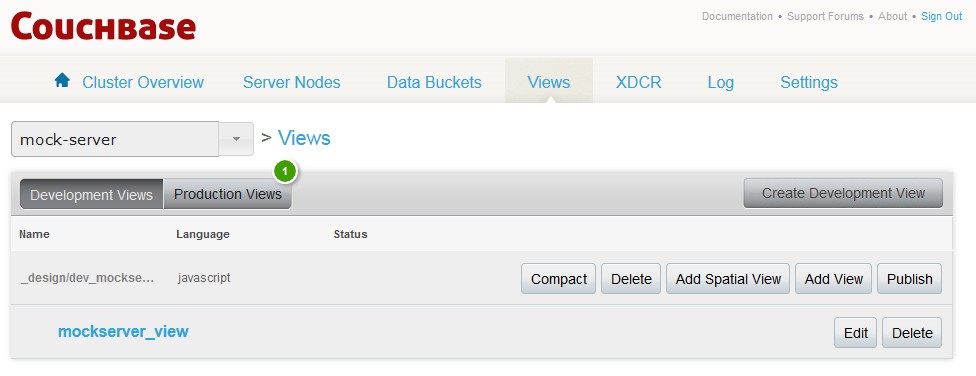 COUCHBASE
Documentation • Support Forums • About • Sign Out
Cluster Overview Server Nodes Data Buckets Views XDCR Log Settings
mock-server > Views
1
Development Views Production Views Create Development View
Name Language Status
_design/dev_mockse... javascript Compact Delete Add Spatial View Add View Publish
mockserver_view Edit Delete